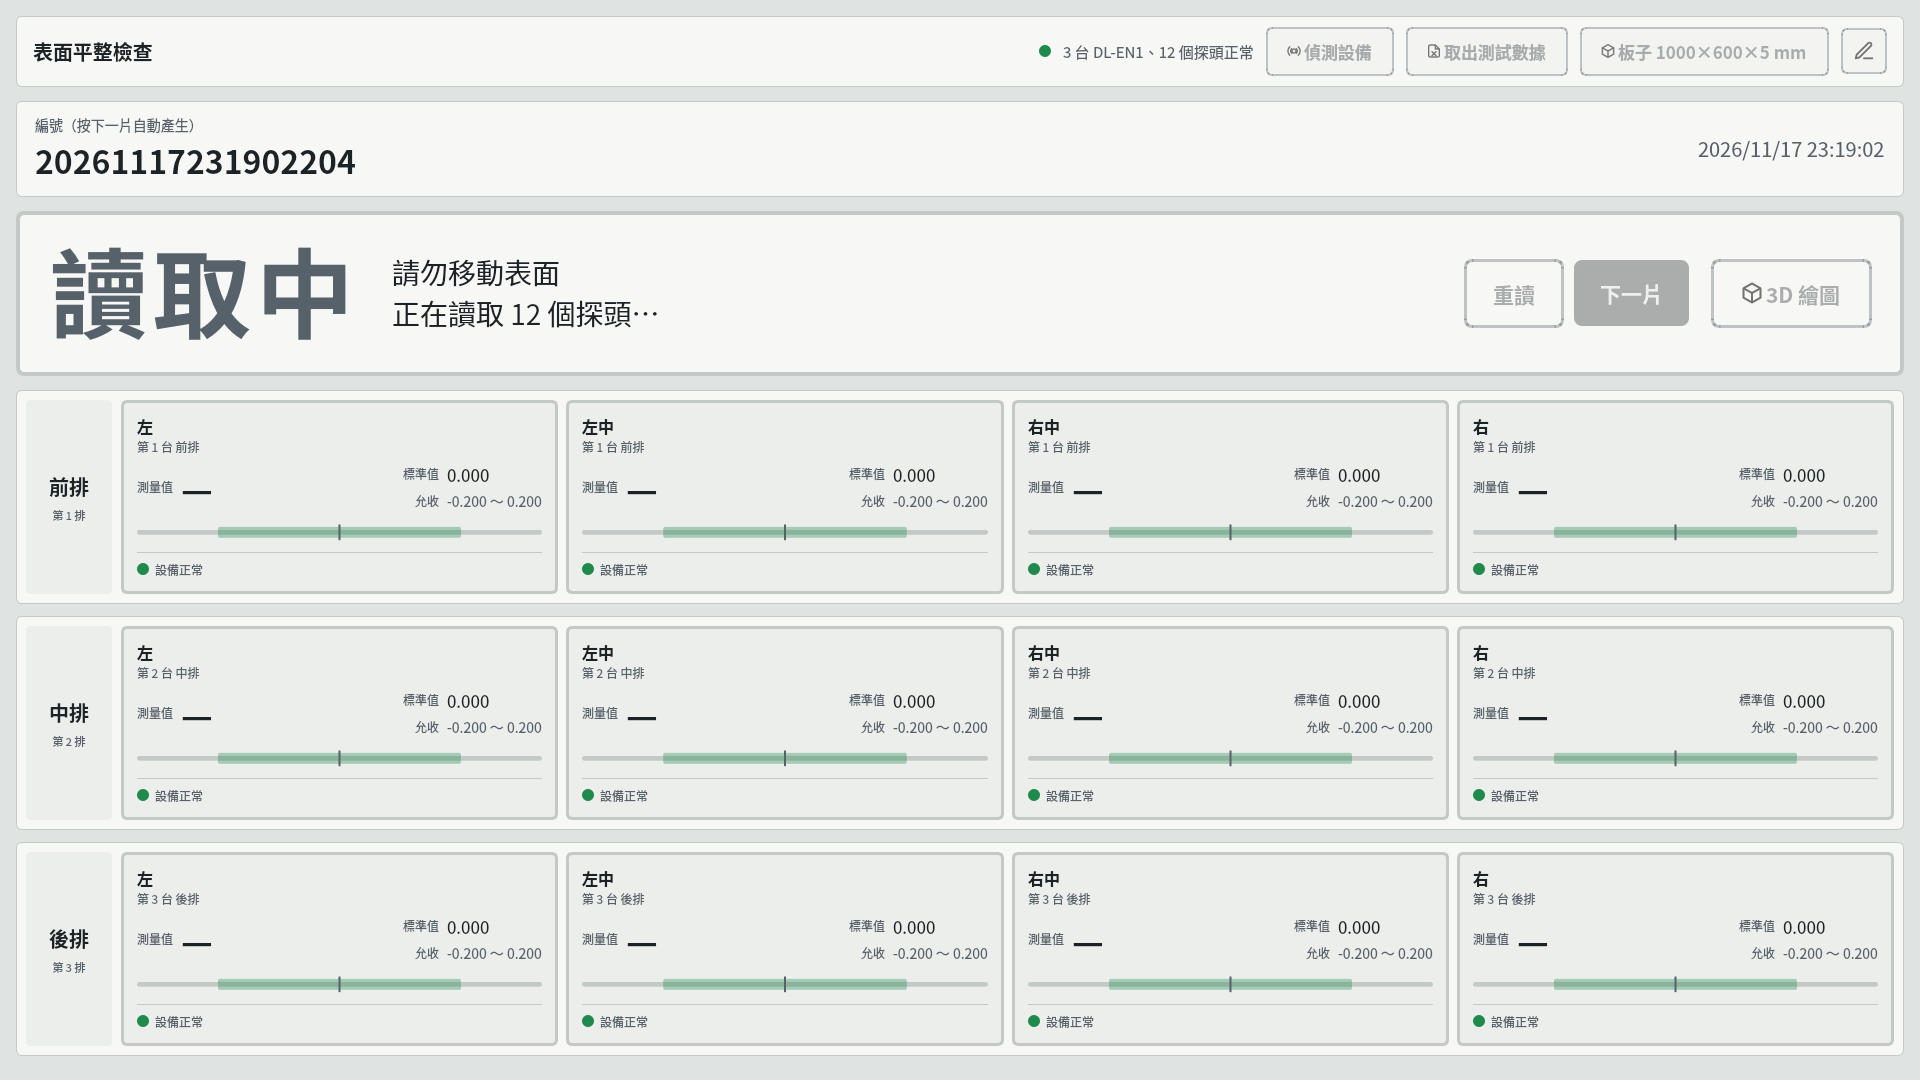 表面平整檢查
3 台 DL-EN1、12 個探頭正常
偵測設備
取出測試數據
板子 1000×600×5 mm
編號（按下一片自動產生）
20261117231902204
2026/11/17 23:19:02
讀取中
請勿移動表面
正在讀取 12 個探頭…
重讀
下一片
3D 繪圖
前排
第 1 排
左
第 1 台 前排
測量值 —
標準值 0.000
允收 -0.200 ～ 0.200
設備正常
左中
第 1 台 前排
測量值 —
標準值 0.000
允收 -0.200 ～ 0.200
設備正常
右中
第 1 台 前排
測量值 —
標準值 0.000
允收 -0.200 ～ 0.200
設備正常
右
第 1 台 前排
測量值 —
標準值 0.000
允收 -0.200 ～ 0.200
設備正常
中排
第 2 排
左
第 2 台 中排
測量值 —
標準值 0.000
允收 -0.200 ～ 0.200
設備正常
左中
第 2 台 中排
測量值 —
標準值 0.000
允收 -0.200 ～ 0.200
設備正常
右中
第 2 台 中排
測量值 —
標準值 0.000
允收 -0.200 ～ 0.200
設備正常
右
第 2 台 中排
測量值 —
標準值 0.000
允收 -0.200 ～ 0.200
設備正常
後排
第 3 排
左
第 3 台 後排
測量值 —
標準值 0.000
允收 -0.200 ～ 0.200
設備正常
左中
第 3 台 後排
測量值 —
標準值 0.000
允收 -0.200 ～ 0.200
設備正常
右中
第 3 台 後排
測量值 —
標準值 0.000
允收 -0.200 ～ 0.200
設備正常
右
第 3 台 後排
測量值 —
標準值 0.000
允收 -0.200 ～ 0.200
設備正常